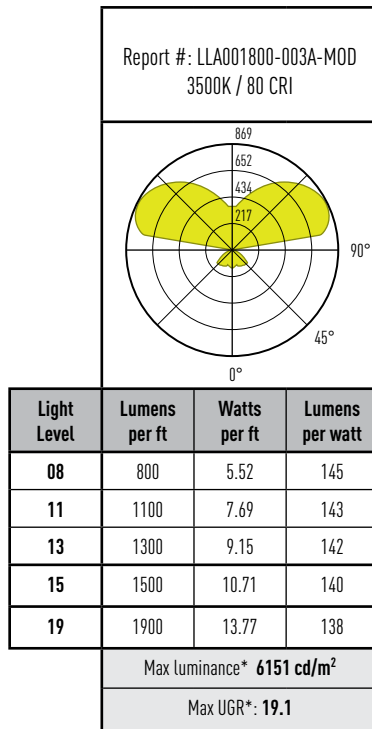 Report #: LLA001800-003A-MOD
3500K / 80 CRI
869
652
434
217
90°
45°
0°
Light Level Lumens per ft Watts per ft Lumens per watt
08 800 5.52 145
11 1100 7.69 143
13 1300 9.15 142
15 1500 10.71 140
19 1900 13.77 138
Max luminance* 6151 cd/m²
Max UGR*: 19.1